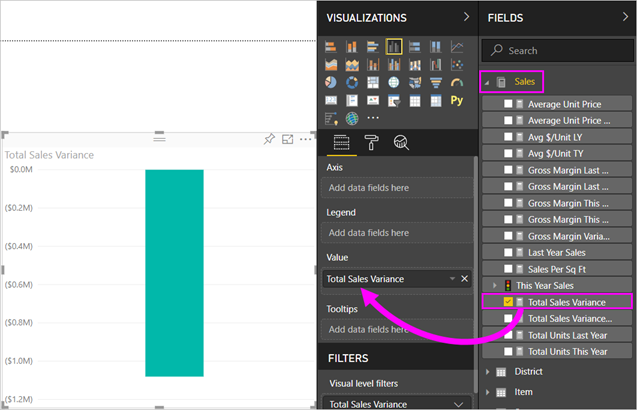 VISUALIZATIONS
Py
Axis
Add data fields here
Legend
Add data fields here
Value
Total Sales Variance
Tooltips
Add data fields here
FILTERS
Visual level filters
Total Sales Variance
FIELDS
Search
Sales
Average Unit Price
Average Unit Price ...
Avg $/Unit LY
Avg $/Unit TY
Gross Margin Last ...
Gross Margin Last ...
Gross Margin This ...
Gross Margin This ...
Gross Margin Varia...
Last Year Sales
Sales Per Sq Ft
This Year Sales
Total Sales Variance
Total Sales Variance...
Total Units Last Year
Total Units This Year
District
Item
Total Sales Variance
$0.0M
($0.2M)
($0.4M)
($0.6M)
($0.8M)
($1.0M)
($1.2M)